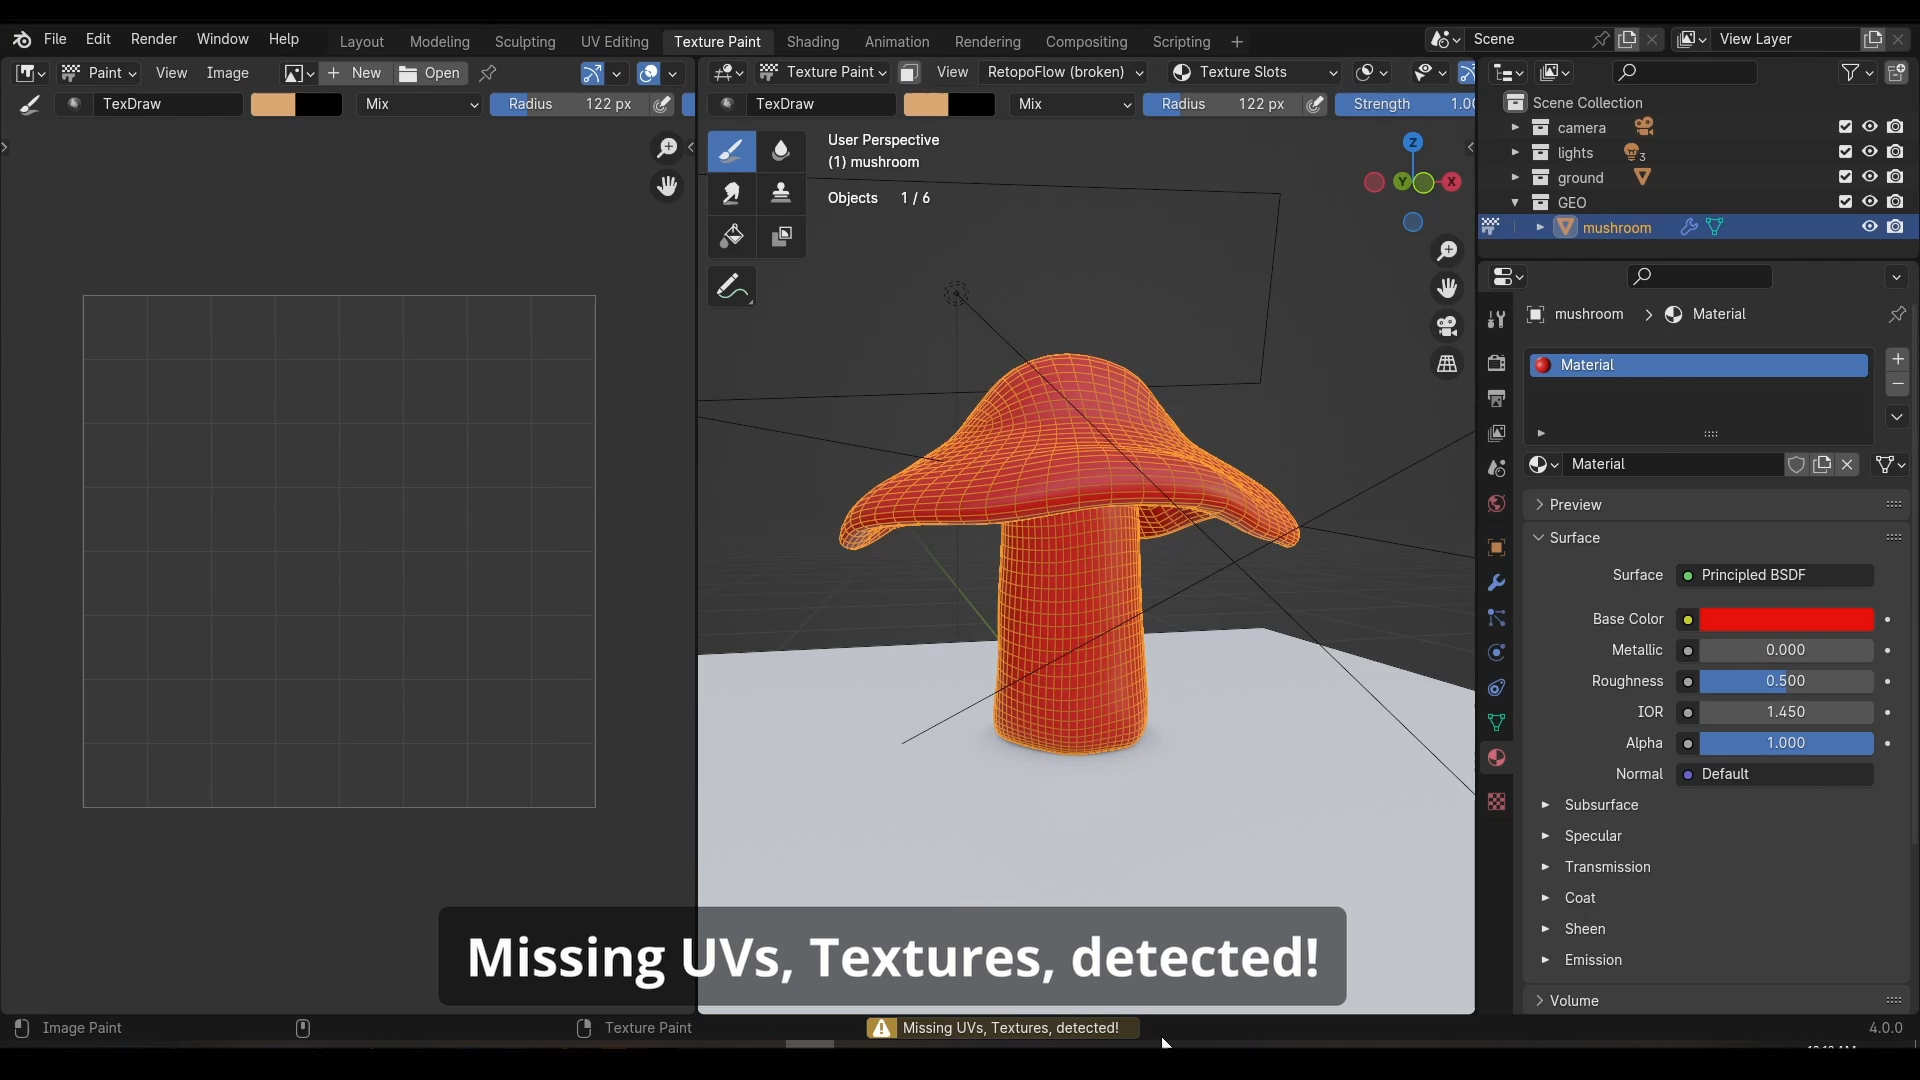 File Edit Render Window Help Layout Modeling Sculpting UV Editing Texture Paint Shading Animation Rendering Compositing Scripting + Scene View Layer
Paint View Image New Open Texture Paint View RetopoFlow (broken) Texture Slots
TexDraw Mix Radius 122 px TexDraw Mix Radius 122 px Strength 1.00
User Perspective
(1) mushroom
Objects 1 / 6
Z
Y
X
Scene Collection
camera
lights 3
ground
GEO
mushroom
mushroom > Material
Material
Material
Preview
Surface
Surface Principled BSDF
Base Color
Metallic 0.000
Roughness 0.500
IOR 1.450
Alpha 1.000
Normal Default
Subsurface
Specular
Transmission
Coat
Sheen
Emission
Volume
Missing UVs, Textures, detected!
Image Paint Texture Paint Missing UVs, Textures, detected! 4.0.0